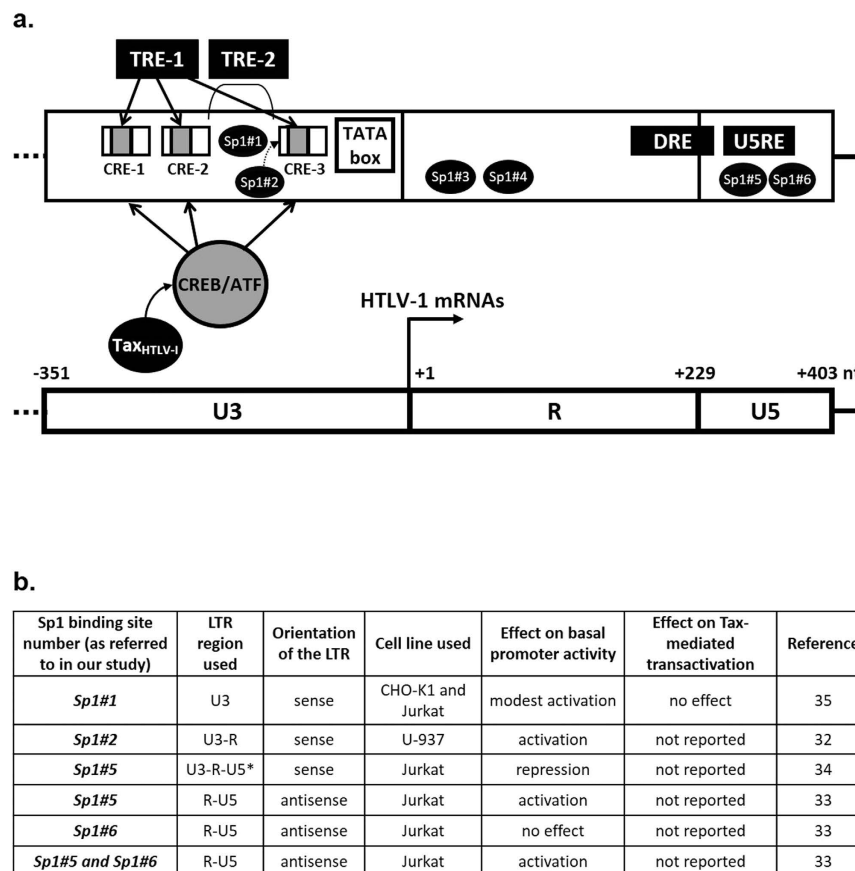 a.
TRE-1 TRE-2
Sp1#1
TATA
box
DRE U5RE
CRE-1 CRE-2 Sp1#2 CRE-3
Sp1#3 Sp1#4 Sp1#5 Sp1#6
CREB/ATF
HTLV-1 mRNAs
TaxHTLV-I
-351 +1 +229 +403
U3 R U5
b.
Sp1 binding site number (as referred to in our study) LTR region used Orientation of the LTR Cell line used Effect on basal promoter activity Effect on Tax-mediated transactivation Reference
Sp1#1 U3 sense CHO-K1 and Jurkat modest activation no effect 35
Sp1#2 U3-R sense U-937 activation not reported 32
Sp1#5 U3-R-U5* sense Jurkat repression not reported 34
Sp1#5 R-U5 antisense Jurkat activation not reported 33
Sp1#6 R-U5 antisense Jurkat no effect not reported 33
Sp1#5 and Sp1#6 R-U5 antisense Jurkat activation not reported 33